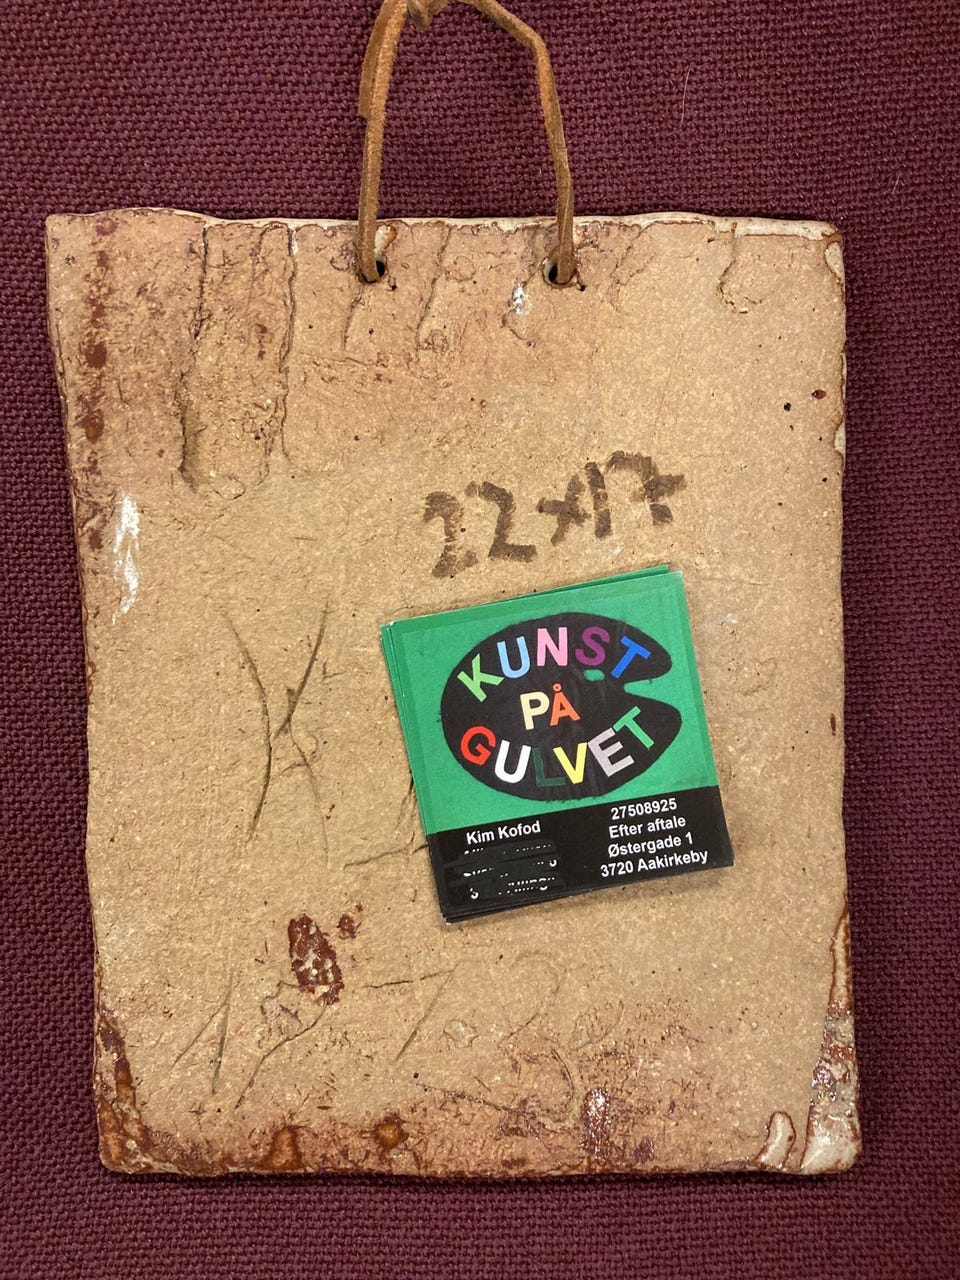 22x17
KUNST
PÅ
GULVET
Kim Kofod
27508925
Efter aftale
Østergade 1
3720 Aakirkeby